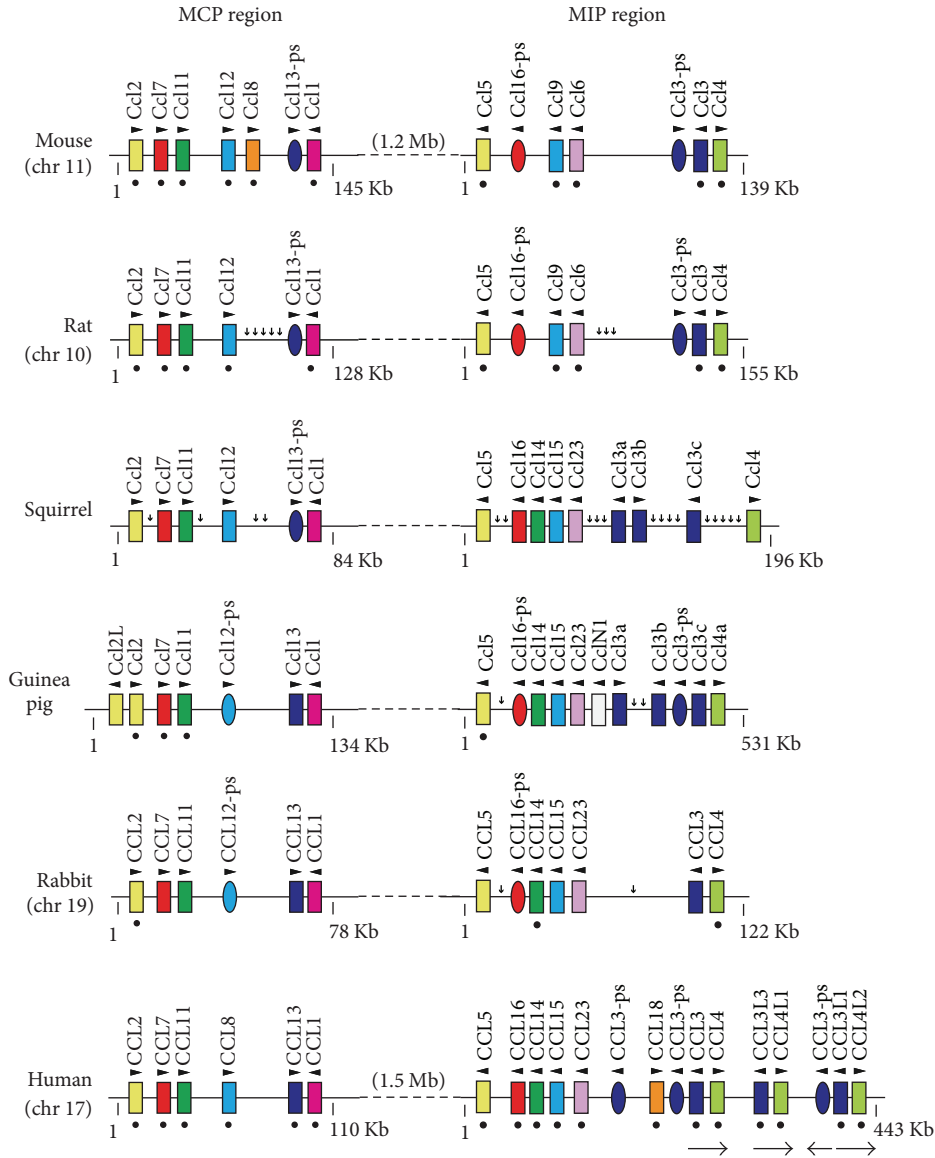 MCP region MIP region
Ccl2 Ccl7 Ccl11 Ccl12 Ccl8 Ccl13-ps Ccl1 Ccl5 Ccl16-ps Ccl9 Ccl6 Ccl3-ps Ccl3 Ccl4
Mouse (1.2 Mb)
(chr 11)
1 145 Kb 1 139 Kb
Ccl2 Ccl7 Ccl11 Ccl12 Ccl13-ps Ccl1 Ccl5 Ccl16-ps Ccl9 Ccl6 Ccl3-ps Ccl3 Ccl4
Rat
(chr 10)
1 128 Kb 1 155 Kb
Ccl2 Ccl7 Ccl11 Ccl12 Ccl13-ps Ccl1 Ccl5 Ccl16 Ccl14 Ccl15 Ccl23 Ccl3a Ccl3b Ccl3c Ccl4
Squirrel
1 84 Kb 1 196 Kb
Ccl2L Ccl2 Ccl7 Ccl11 Ccl12-ps Ccl13 Ccl1 Ccl5 Ccl16-ps Ccl14 Ccl15 Ccl23 CclN1 Ccl3a Ccl3b Ccl3-ps Ccl3c Ccl4a
Guinea
pig
1 134 Kb 1 531 Kb
CCL2 CCL7 CCL11 CCL12-ps CCL13 CCL1 CCL5 CCL16-ps CCL14 CCL15 CCL23 CCL3 CCL4
Rabbit
(chr 19)
1 78 Kb 1 122 Kb
CCL2 CCL7 CCL11 CCL8 CCL13 CCL1 CCL5 CCL16 CCL14 CCL15 CCL23 CCL3-ps CCL18 CCL3-ps CCL3 CCL4 CCL3L3 CCL4L1 CCL3-ps CCL3L1 CCL4L2
Human (1.5 Mb)
(chr 17)
1 110 Kb 1 443 Kb